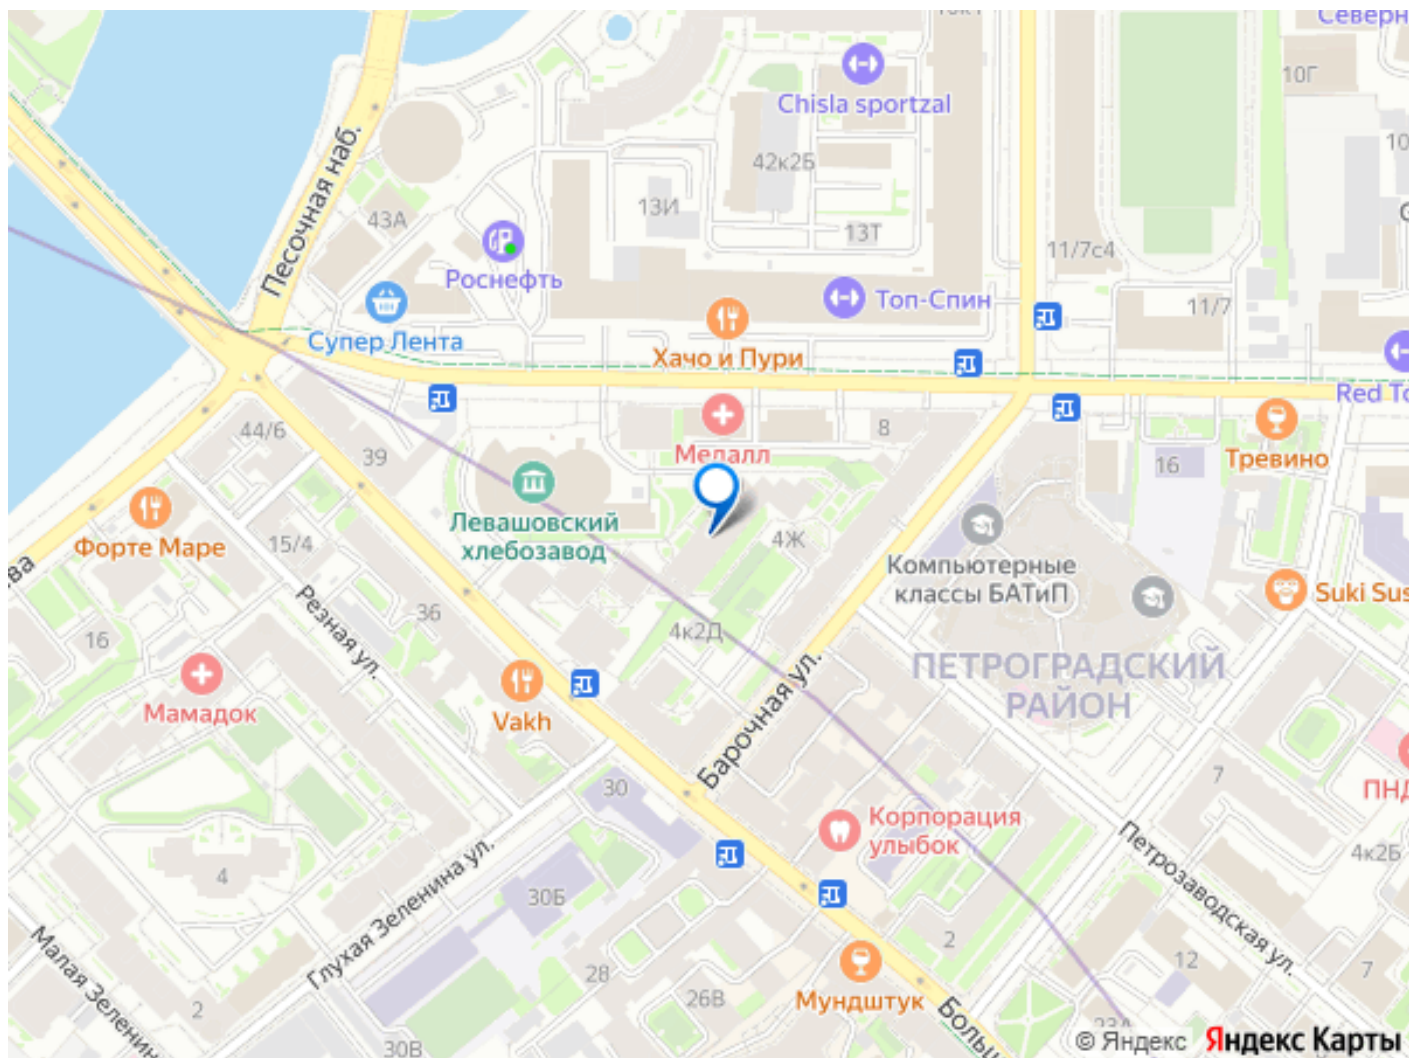 10к1
Северн
Chisla sportzal
10Г
Песочная наб.
42к2Б
10
13И
43А
13Т
11/7с4
Роснефть
Топ-Спин
11/7
Супер Лента
Хачо и Пури
Red To
44/6
39
8
Медалл
16
Тревино
Левашовский
хлебозавод
Форте Маре
15/4
4Ж
Компьютерные
классы БАТиП
ва
Резная ул.
36
Suki Sus
16
4к2Д
ПЕТРОГРАДСКИЙ
РАЙОН
Мамадок
Vakh
Барочная ул.
30
7
ПНД
Корпорация
улыбок
Петрозаводская ул.
4к2Б
4
Глухая Зеленина ул.
30Б
Малая Зеленин
2
28
26В
2
12
7
Мундштук
Больш
30В
23А
© Яндекс Яндекс Карты